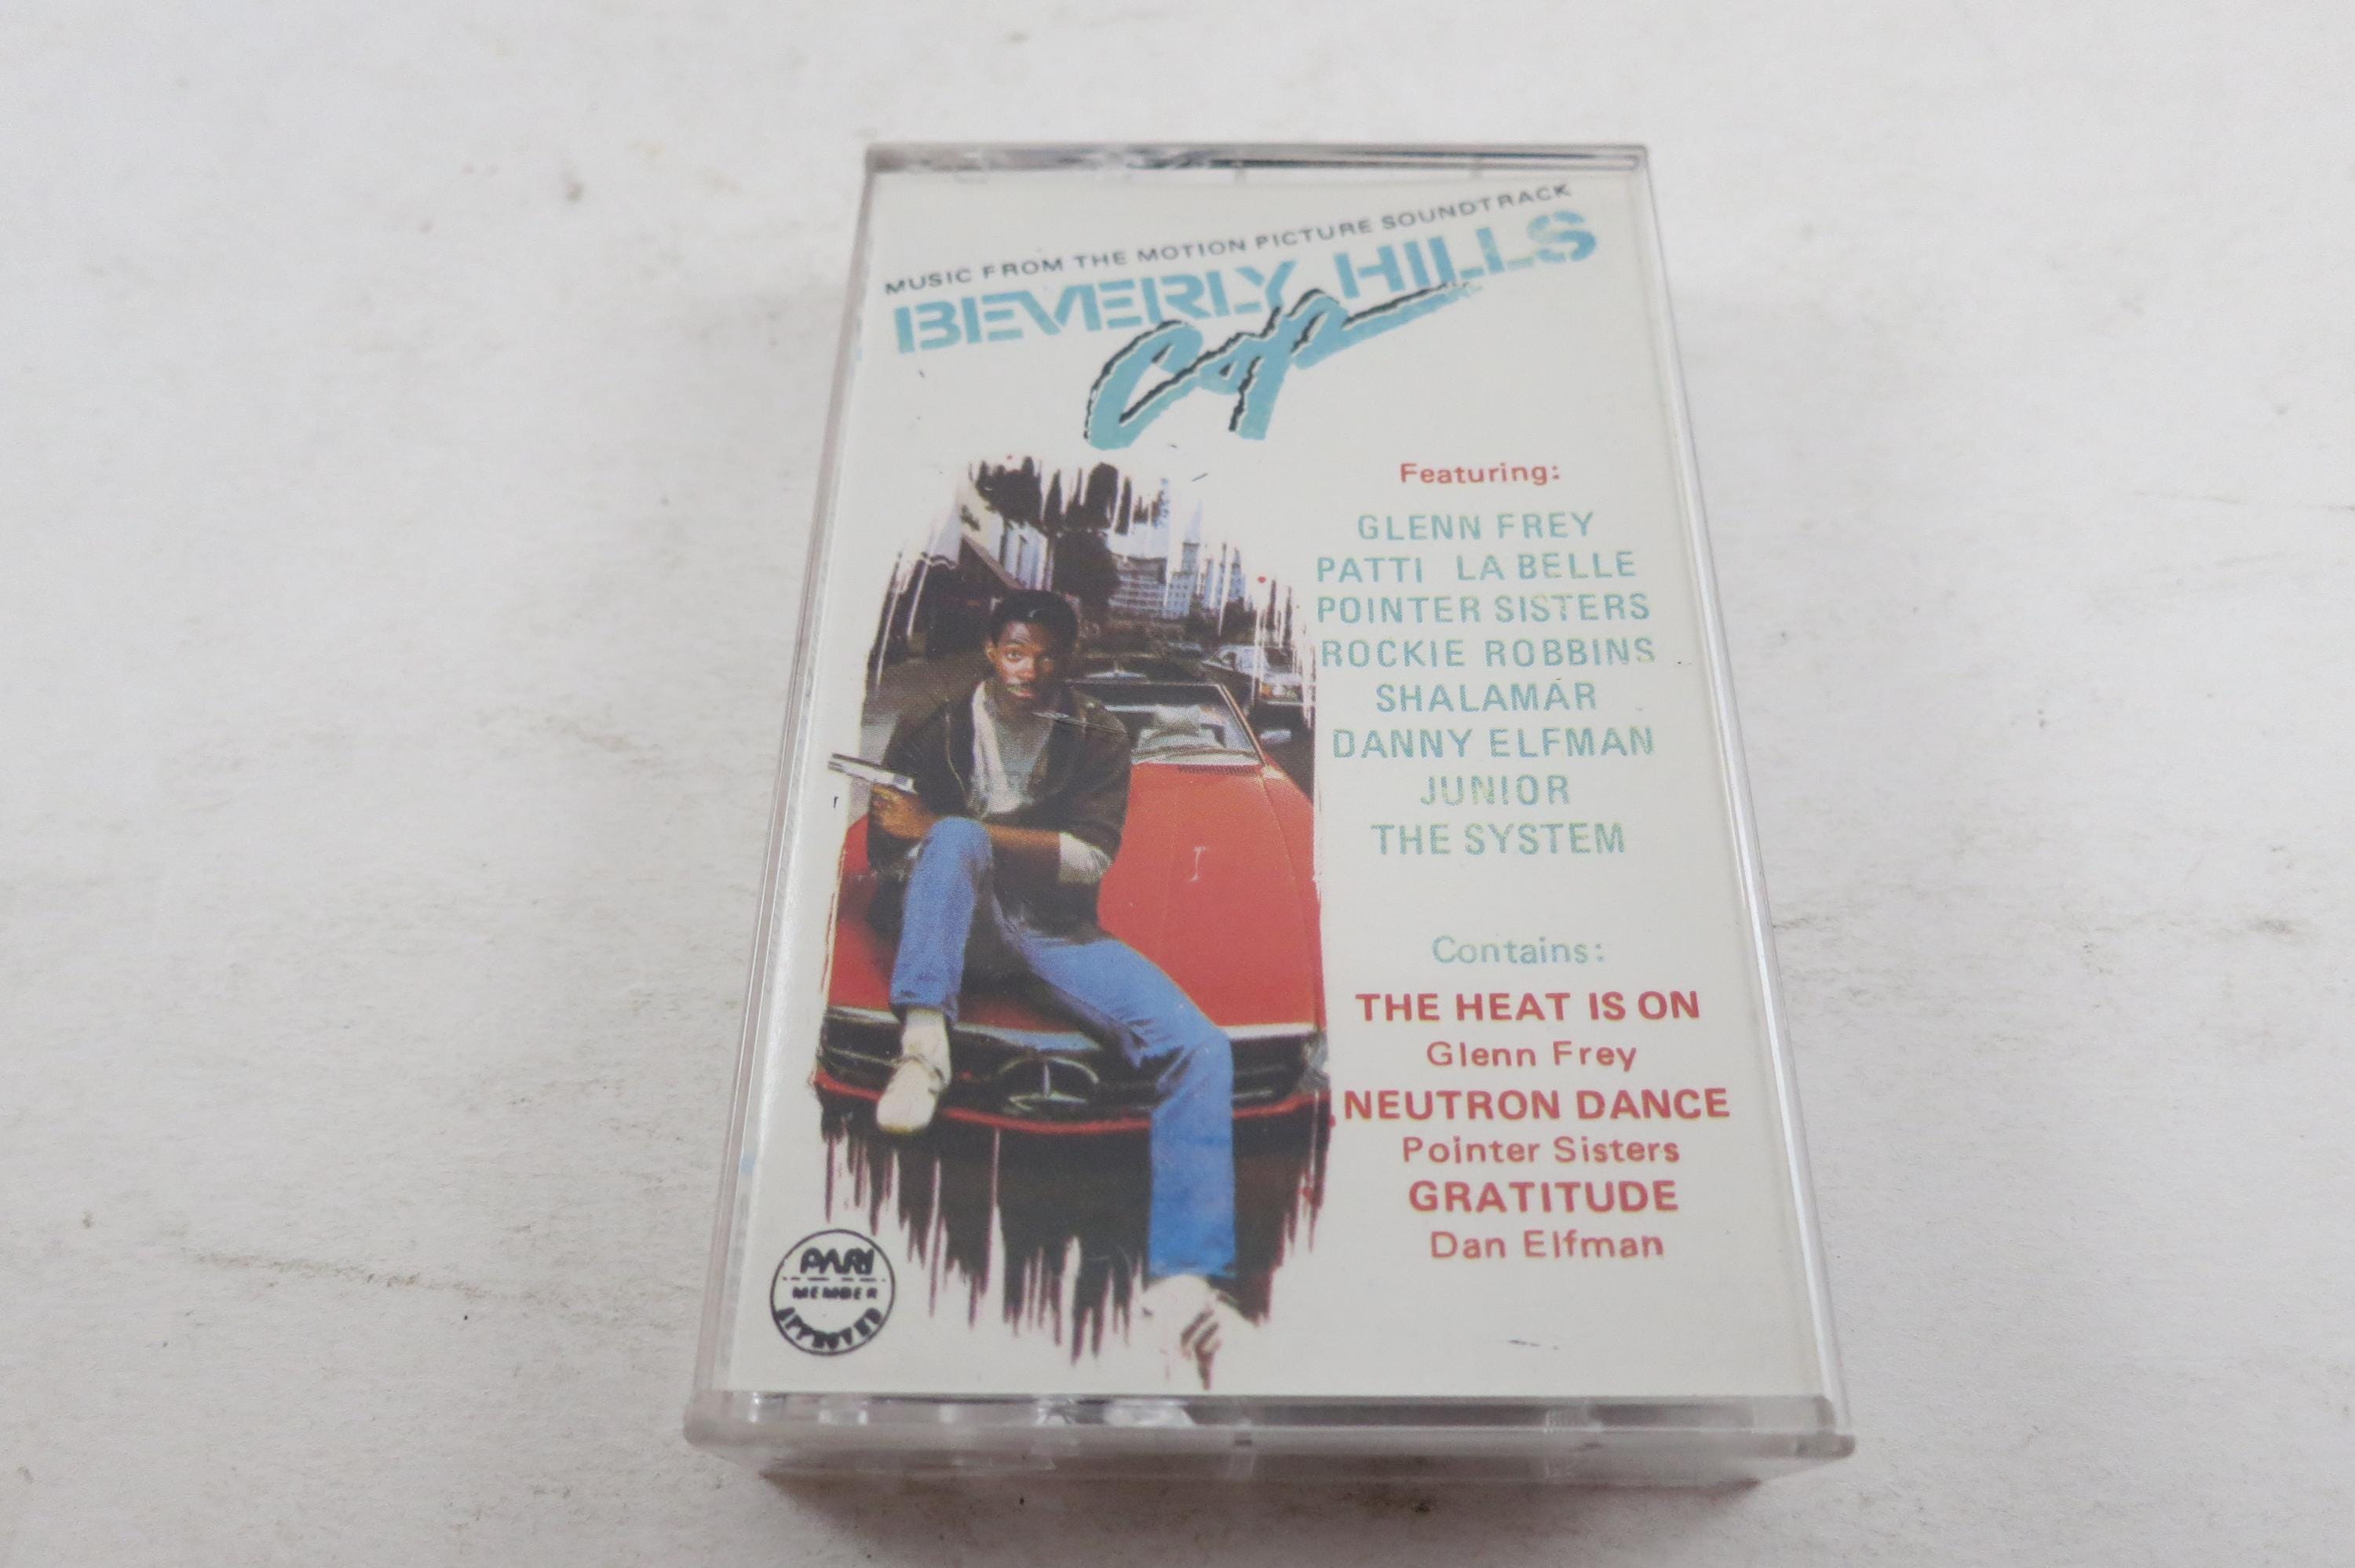 MUSIC FROM THE MOTION PICTURE SOUNDTRACK
BEVERLY HILLS
Cop
Featuring:
GLENN FREY
PATTI LA BELLE
POINTER SISTERS
ROCKIE ROBBINS
SHALAMAR
DANNY ELFMAN
JUNIOR
THE SYSTEM
Contains:
THE HEAT IS ON
Glenn Frey
NEUTRON DANCE
Pointer Sisters
GRATITUDE
Dan Elfman
PARI
MEMBER
APPROVED